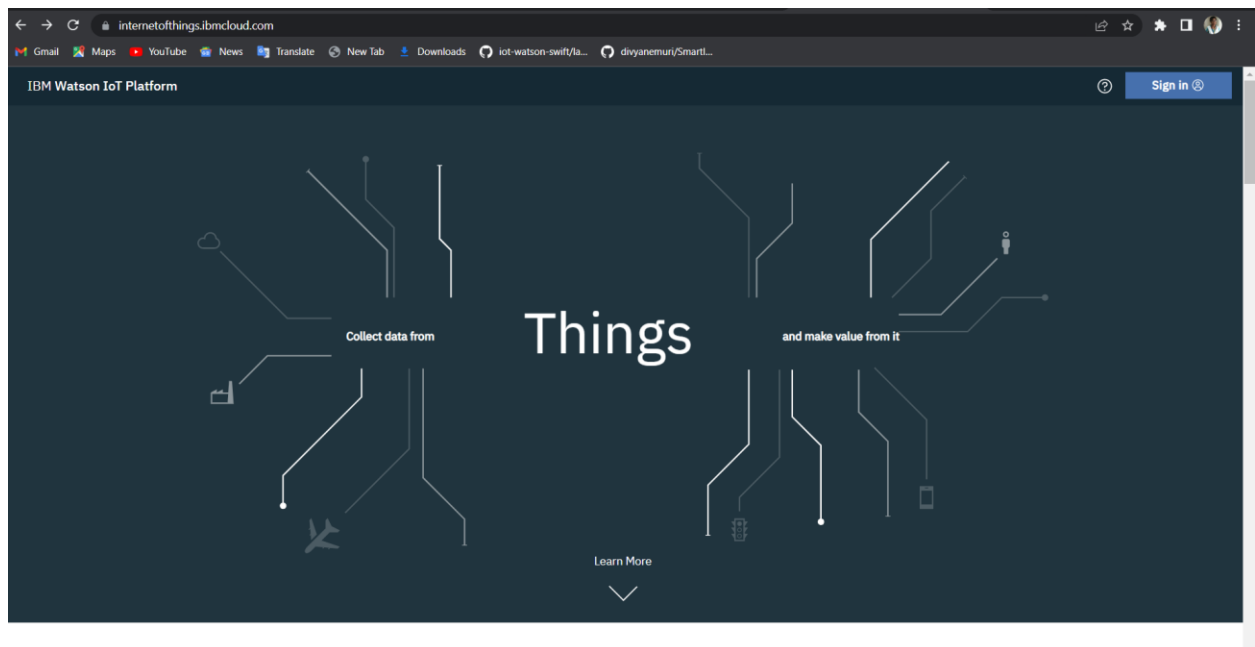 internetofthings.ibmcloud.com
Gmail Maps YouTube News Translate New Tab Downloads iot-watson-swift/la... divyanemuri/Smartl...
IBM Watson IoT Platform ? Sign in
Collect data from Things and make value from it
Learn More